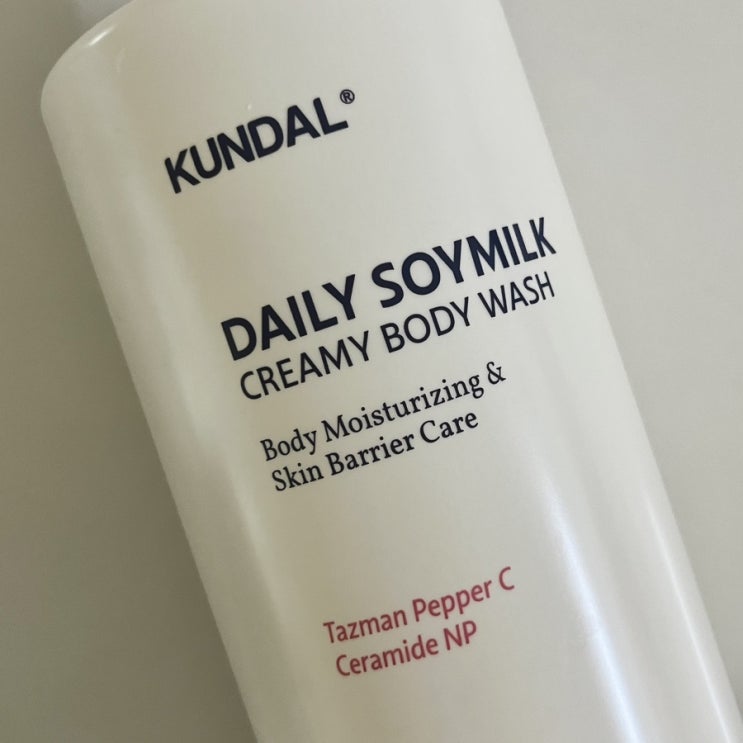 KUNDAL®
DAILY SOYMILK
CREAMY BODY WASH
Body Moisturizing &
Skin Barrier Care
Tazman Pepper C
Ceramide NP